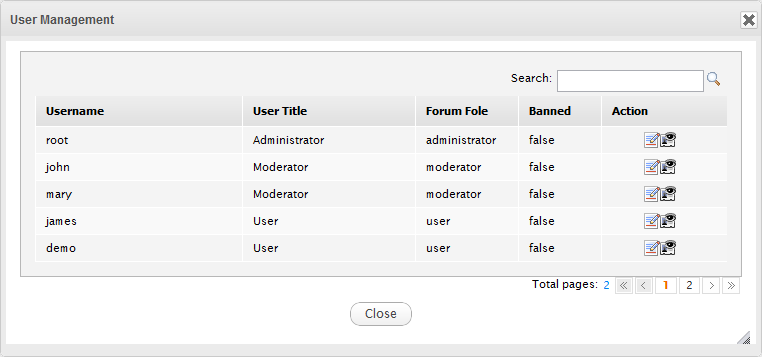 User Management
Search:
Username User Title Forum Fole Banned Action
root Administrator administrator false
john Moderator moderator false
mary Moderator moderator false
james User user false
demo User user false
Total pages: 2 « < 1 2 > »
Close